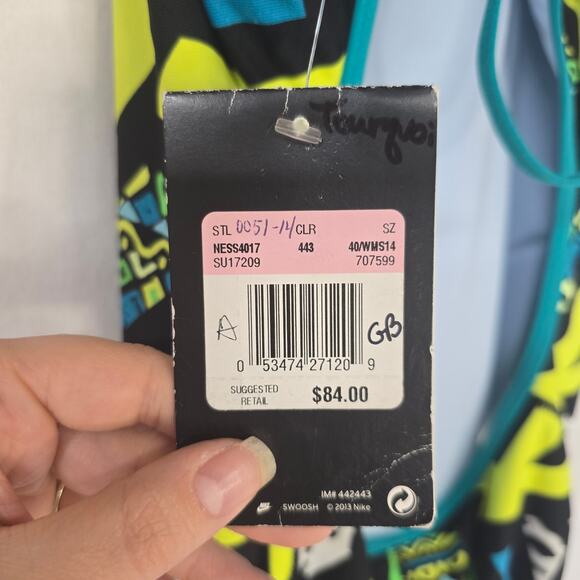 Tourquoi
STL 0051-14/ CLR SZ
NESS4017 443 40/WMS14
SU17209 707599
A
GB
0 53474 27120 9
SUGGESTED
RETAIL $84.00
IM# 442443
SWOOSH © 2013 Nike